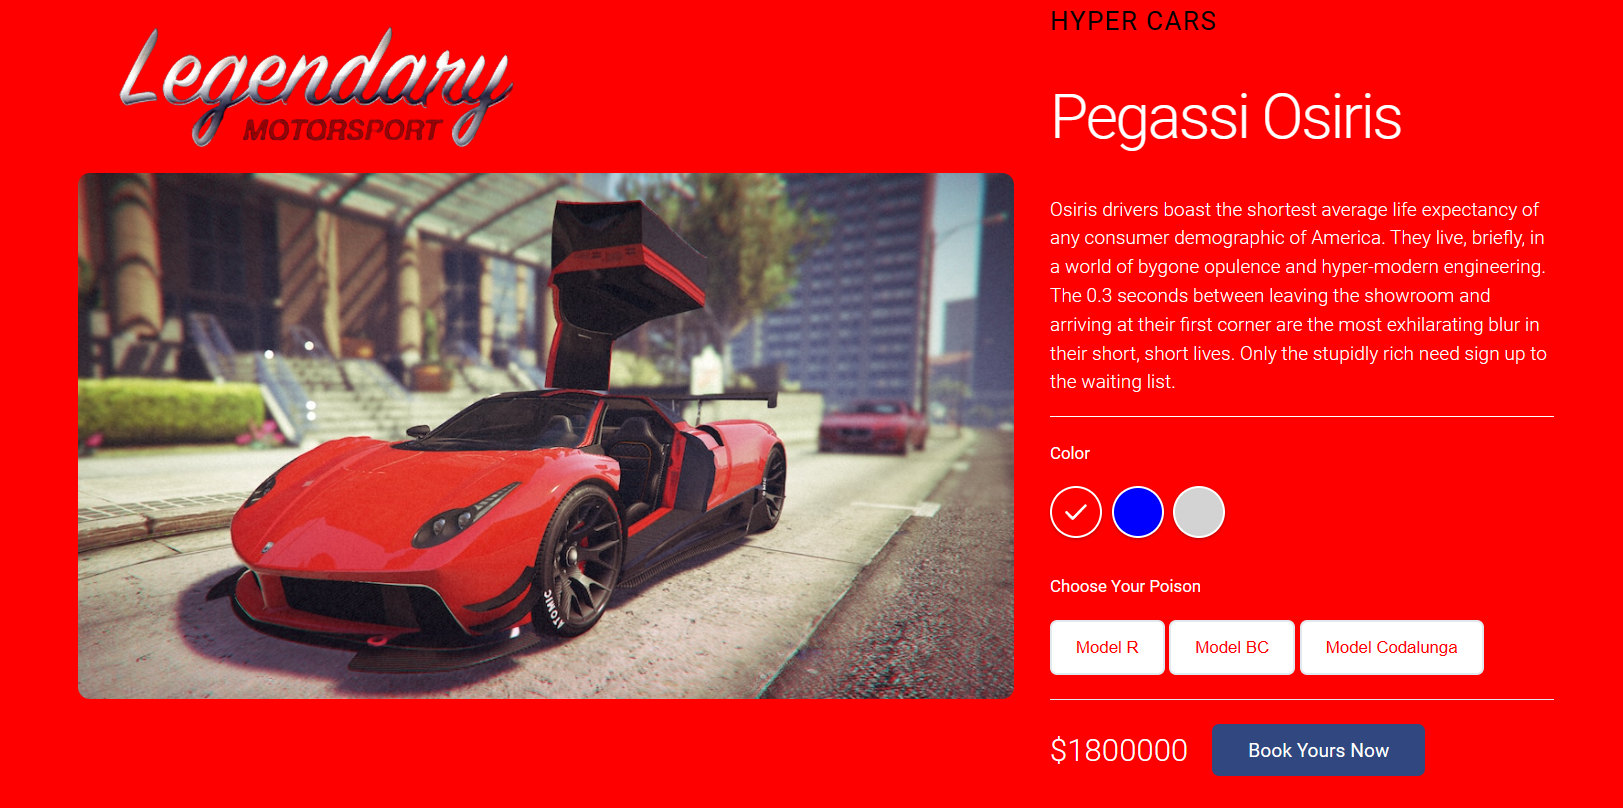 Legendary
MOTORSPORT
HYPER CARS
Pegassi Osiris
Osiris drivers boast the shortest average life expectancy of
any consumer demographic of America. They live, briefly, in
a world of bygone opulence and hyper-modern engineering.
The 0.3 seconds between leaving the showroom and
arriving at their first corner are the most exhilarating blur in
their short, short lives. Only the stupidly rich need sign up to
the waiting list.
Color
Choose Your Poison
Model R
Model BC
Model Codalunga
$1800000
Book Yours Now
ATOMIC